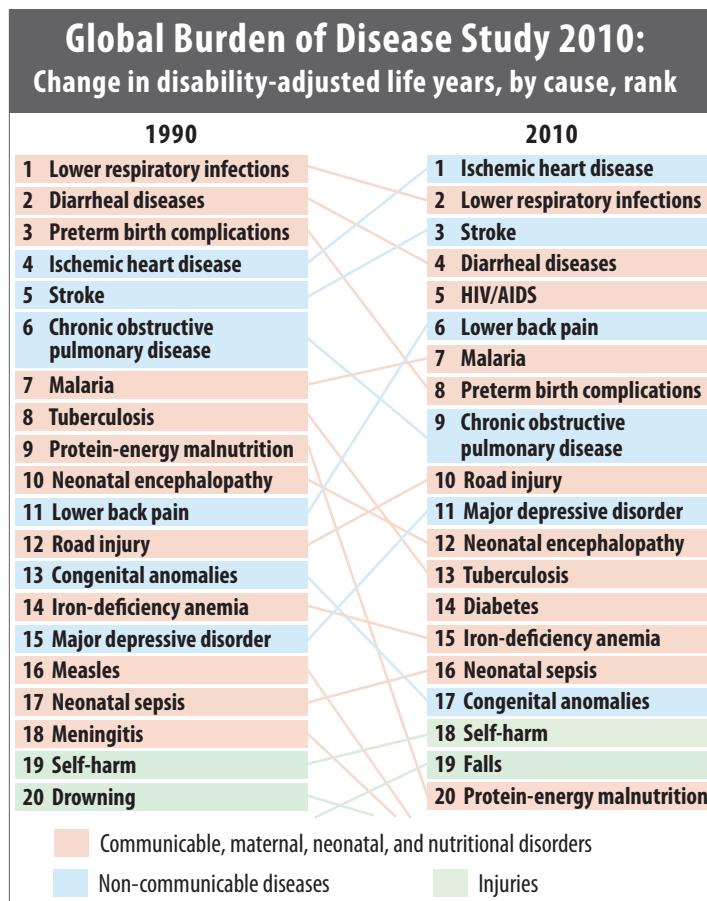 Global Burden of Disease Study 2010:
Change in disability-adjusted life years, by cause, rank
1990
1 Lower respiratory infections
2 Diarrheal diseases
3 Preterm birth complications
4 Ischemic heart disease
5 Stroke
6 Chronic obstructive
pulmonary disease
7 Malaria
8 Tuberculosis
9 Protein-energy malnutrition
10 Neonatal encephalopathy
11 Lower back pain
12 Road injury
13 Congenital anomalies
14 Iron-deficiency anemia
15 Major depressive disorder
16 Measles
17 Neonatal sepsis
18 Meningitis
19 Self-harm
20 Drowning
2010
1 Ischemic heart disease
2 Lower respiratory infections
3 Stroke
4 Diarrheal diseases
5 HIV/AIDS
6 Lower back pain
7 Malaria
8 Preterm birth complications
9 Chronic obstructive
pulmonary disease
10 Road injury
11 Major depressive disorder
12 Neonatal encephalopathy
13 Tuberculosis
14 Diabetes
15 Iron-deficiency anemia
16 Neonatal sepsis
17 Congenital anomalies
18 Self-harm
19 Falls
20 Protein-energy malnutrition
Communicable, maternal, neonatal, and nutritional disorders
Non-communicable diseases
Injuries